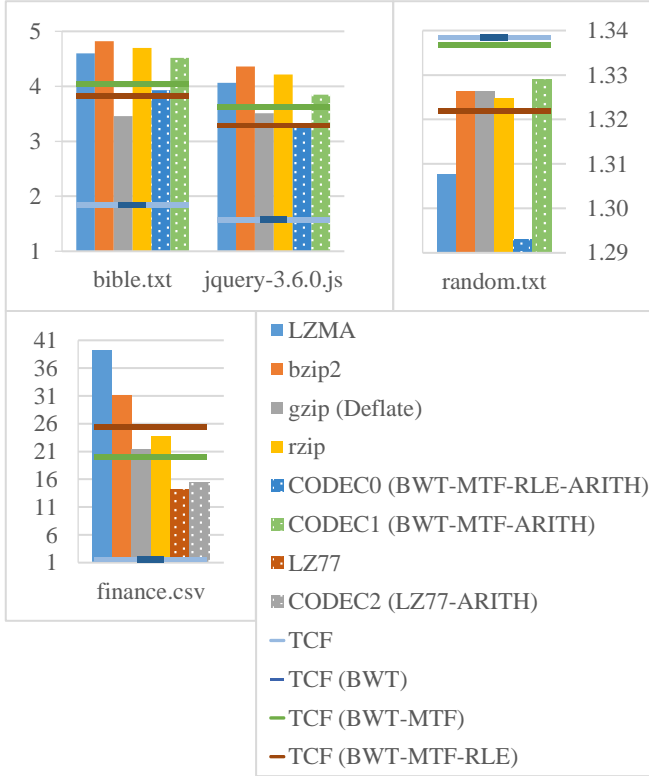 5
4
3
2
1
bible.txt jquery-3.6.0.js
1.34
1.33
1.32
1.31
1.30
1.29
random.txt
41
36
31
26
21
16
11
6
1
finance.csv
LZMA
bzip2
gzip (Deflate)
rzip
CODEC0 (BWT-MTF-RLE-ARITH)
CODEC1 (BWT-MTF-ARITH)
LZ77
CODEC2 (LZ77-ARITH)
TCF
TCF (BWT)
TCF (BWT-MTF)
TCF (BWT-MTF-RLE)